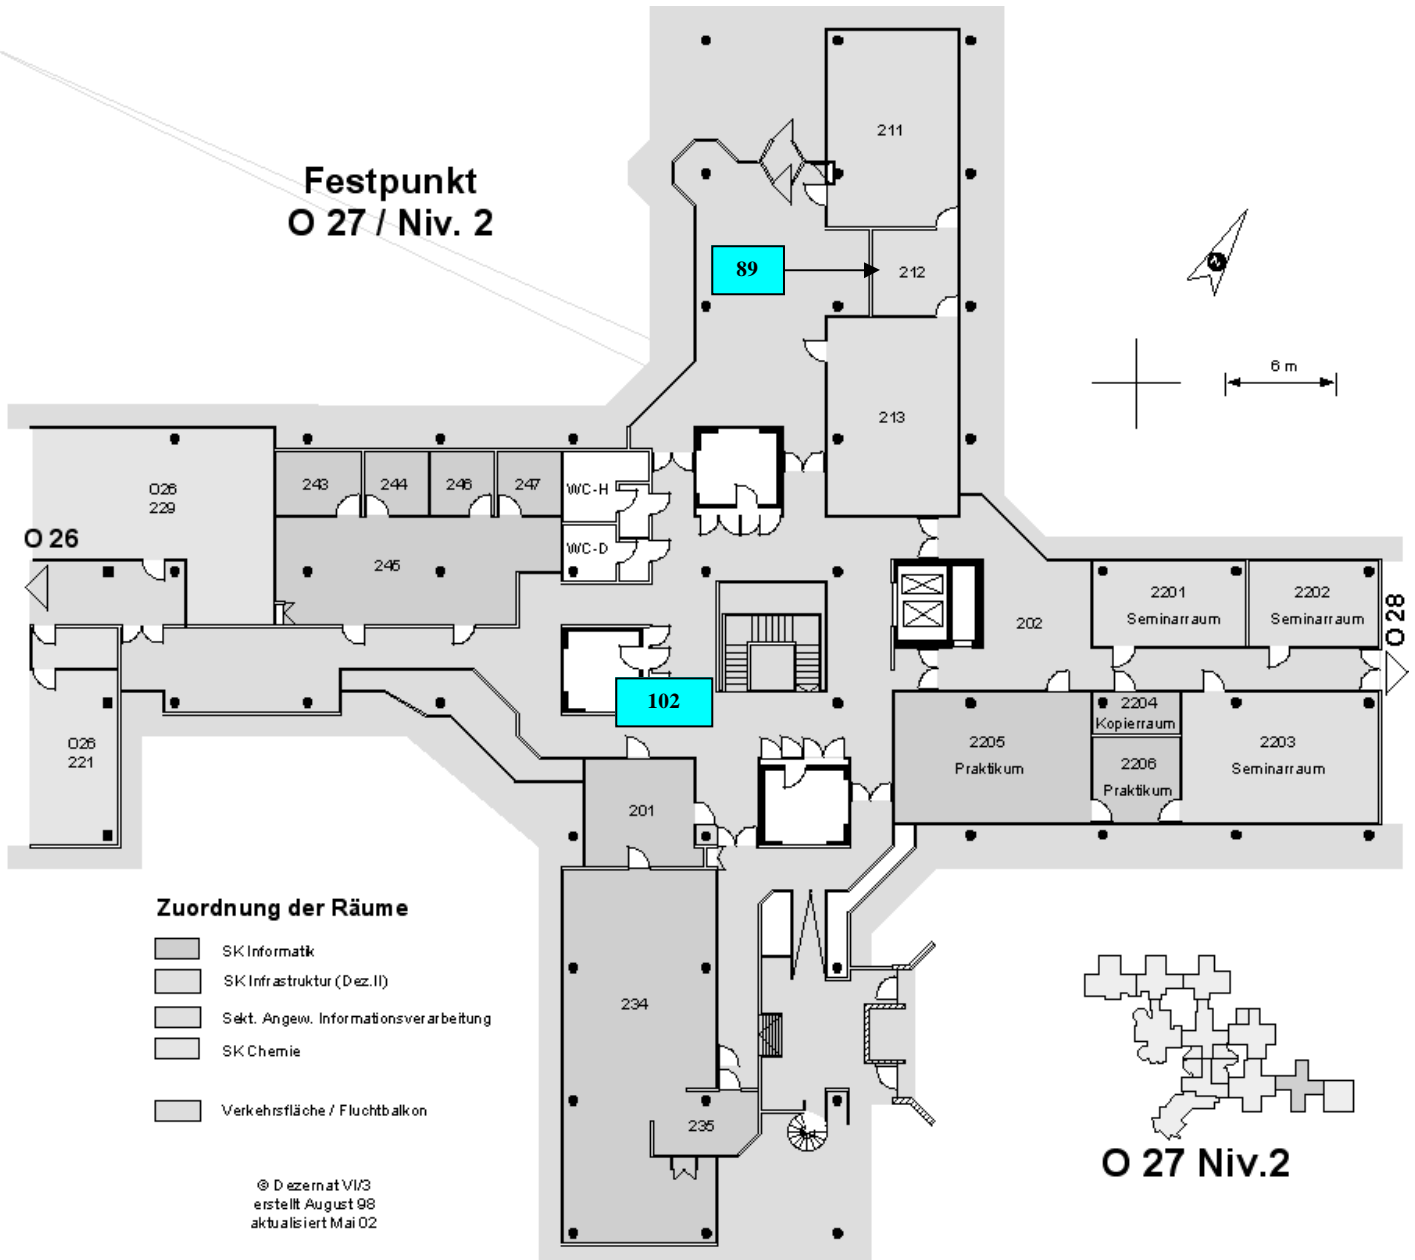 Festpunkt
O 27 / Niv. 2
211
89
212
6 m
213
O26
229
243
244
246
247
WC-H
O 26
WC-D
245
2201
Seminarraum
2202
Seminarraum
O 28
202
102
2204
Kopierraum
2205
Praktikum
2203
Seminarraum
2206
Praktikum
O26
221
201
Zuordnung der Räume
SK Informatik
SK Infrastruktur (Dez.II)
Sekt. Angew. Informationsverarbeitung
SK Chemie
Verkehrsfläche / Fluchtbalkon
234
235
O 27 Niv.2
© Dezernat VI/3
erstellt August 98
aktualisiert Mai 02